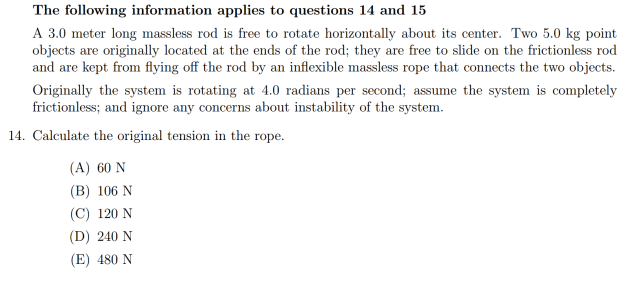 The following information applies to questions 14 and 15
A 3.0 meter long massless rod is free to rotate horizontally about its center. Two 5.0 kg point
objects are originally located at the ends of the rod; they are free to slide on the frictionless rod
and are kept from flying off the rod by an inflexible massless rope that connects the two objects.
Originally the system is rotating at 4.0 radians per second; assume the system is completely
frictionless; and ignore any concerns about instability of the system.
14. Calculate the original tension in the rope.
(A) 60 N
(B) 106 N
(C) 120 N
(D) 240 N
(E) 480 N